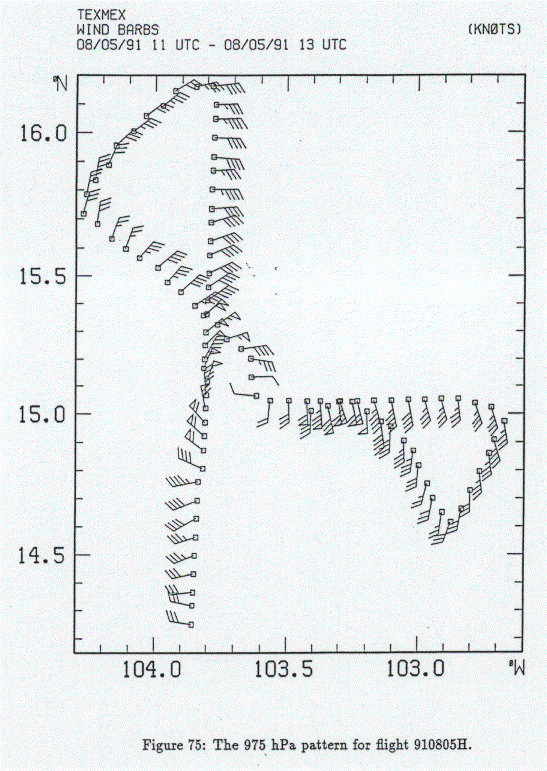 TEXMEX
WIND BARBS (KNØTS)
08/05/91 11 UTC - 08/05/91 13 UTC
°N
16.0
15.5
15.0
14.5
104.0 103.5 103.0 °W
Figure 75: The 975 hPa pattern for flight 910805H.